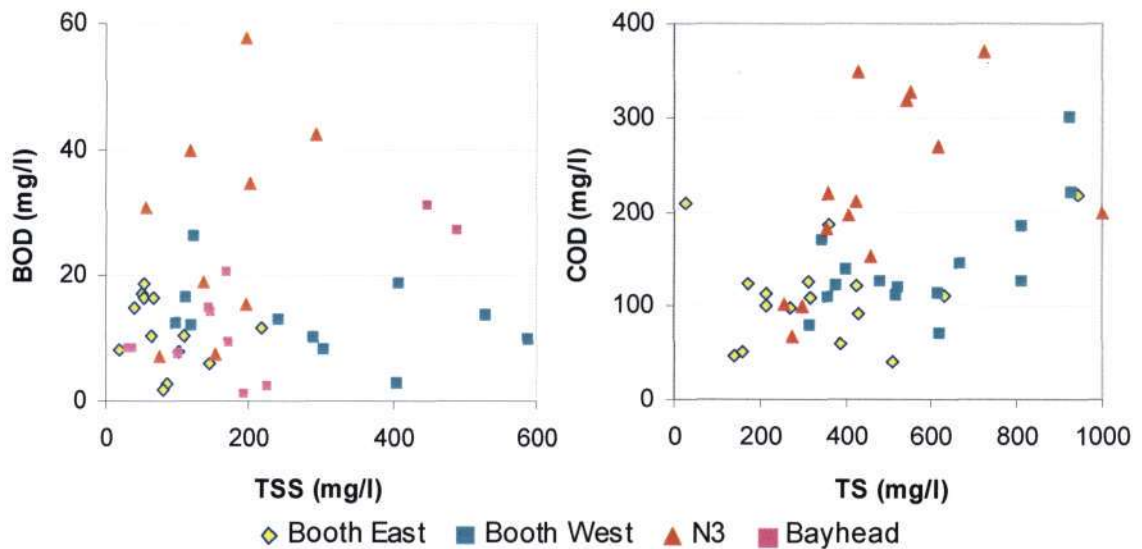 60
40
20
0
BOD (mg/l)
0 200 400 600
TSS (mg/l)
400
300
200
100
0
COD (mg/l)
0 200 400 600 800 1000
TS (mg/l)
Booth East Booth West N3 Bayhead